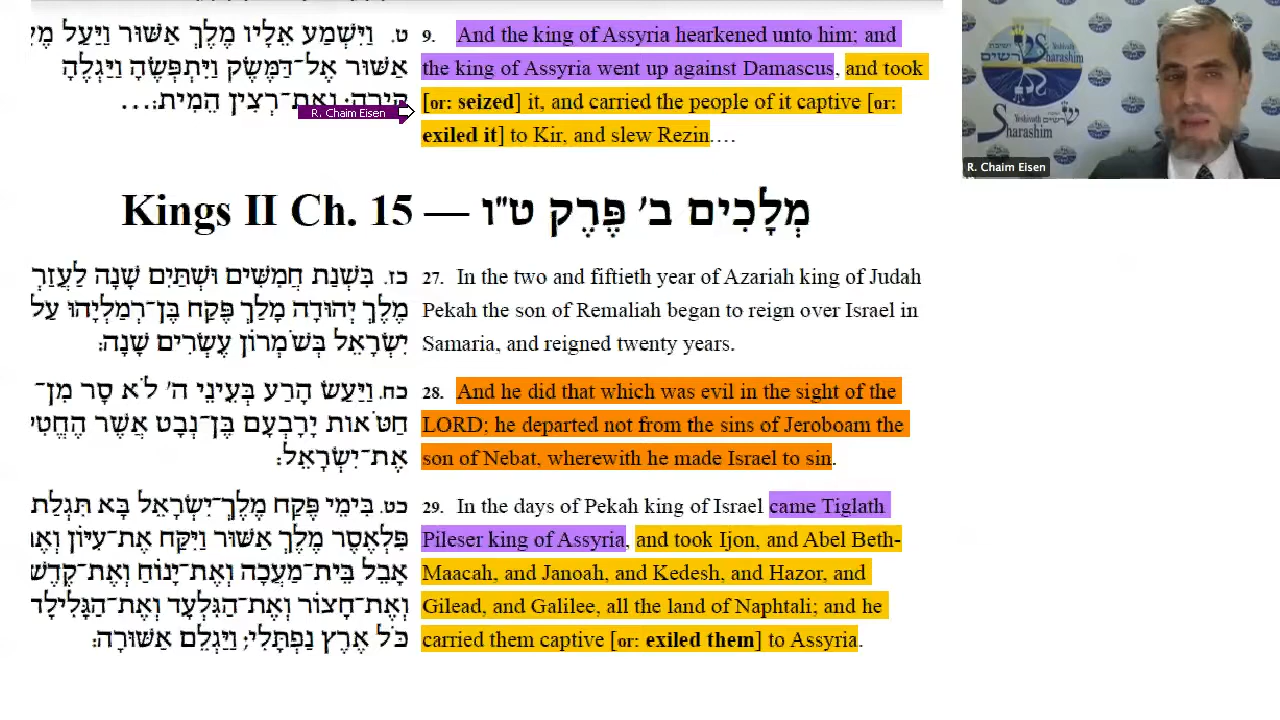 ט. וַיִּשְׁמַע אֵלָיו מֶלֶךְ אַשּׁוּר וַיַּעַל
אַשּׁוּר אֶל־דַּמֶּשֶׂק וַיִּתְפְּשֶׂהָ וַיַּגְלֶהָ
קִירָה; וְאֶת־רְצִין הֵמִית:...
9. And the king of Assyria hearkened unto him; and
the king of Assyria went up against Damascus, and took
[or: seized] it, and carried the people of it captive [or:
exiled it] to Kir, and slew Rezin....
R. Chaim Eisen
Kings II Ch. 15 — מְלָכִים ב' פֶּרֶק ט"ו
כז. בִּשְׁנַת חֲמִשִּׁים וּשְׁתַּיִם שָׁנָה לַעֲזַר
מֶלֶךְ יְהוּדָה מָלַךְ פֶּקַח בֶּן־רְמַלְיָהוּ עַל
יִשְׂרָאֵל בְּשֹׁמְרוֹן עֶשְׂרִים שָׁנָה:
27. In the two and fiftieth year of Azariah king of Judah
Pekah the son of Remaliah began to reign over Israel in
Samaria, and reigned twenty years.
כח. וַיַּעַשׂ הָרַע בְּעֵינֵי ה' לֹא סָר מִן־
חַטֹּאות יָרָבְעָם בֶּן־נְבָט אֲשֶׁר הֶחֱטִי
אֶת־יִשְׂרָאֵל:
28. And he did that which was evil in the sight of the
LORD; he departed not from the sins of Jeroboam the
son of Nebat, wherewith he made Israel to sin.
כט. בִּימֵי פֶּקַח מֶלֶךְ־יִשְׂרָאֵל בָּא תִּגְלַת
פִּלְאֶסֶר מֶלֶךְ אַשּׁוּר וַיִּקַּח אֶת־עִיּוֹן
אָבֵל בֵּית־מַעֲכָה וְאֶת־יָנוֹחַ וְאֶת־קֶדֶשׁ
וְאֶת־חָצוֹר וְאֶת־הַגִּלְעָד וְאֶת־הַגָּלִילָ
כֹּל אֶרֶץ נַפְתָּלִי; וַיַּגְלֵם אַשּׁוּרָה:
29. In the days of Pekah king of Israel came Tiglath
Pileser king of Assyria, and took Ijon, and Abel Beth-
Maacah, and Janoah, and Kedesh, and Hazor, and
Gilead, and Galilee, all the land of Naphtali; and he
carried them captive [or: exiled them] to Assyria.
ישיבת
שרשים
Sharashim
שרשים
Yeshivath
Sharashim
R. Chaim Eisen